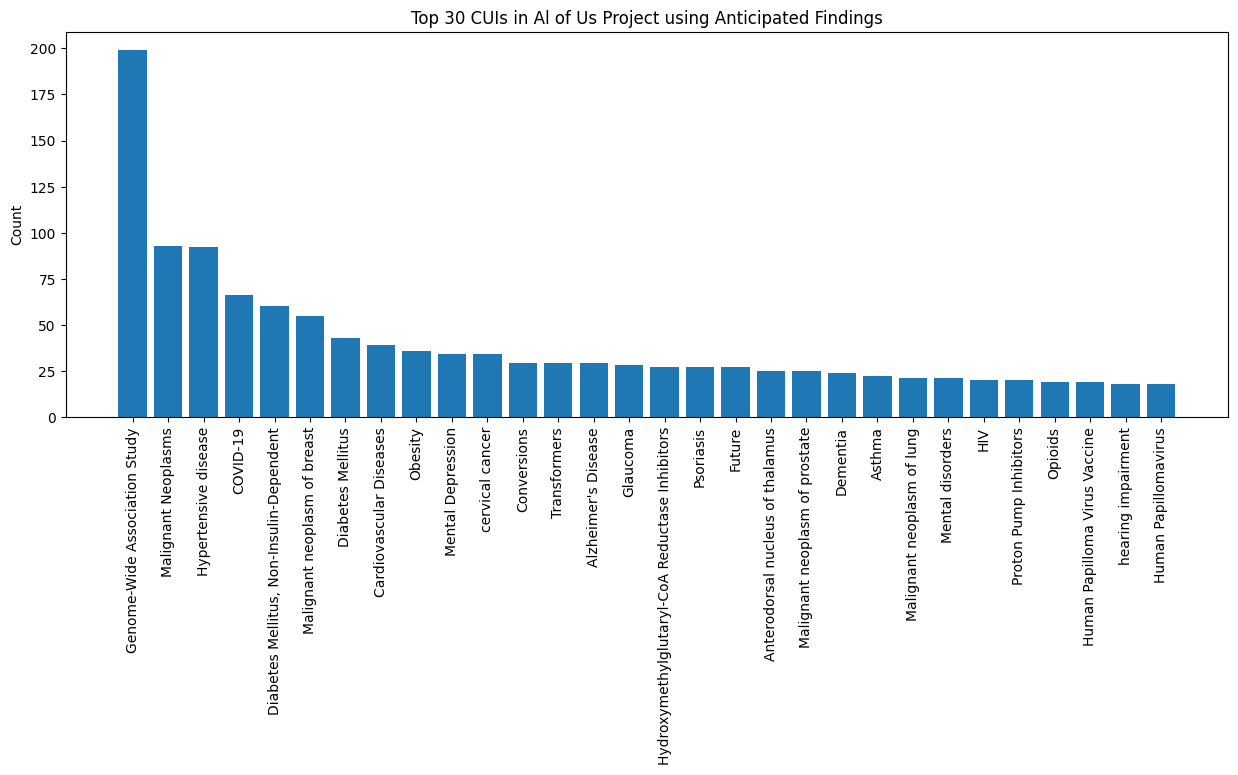 Top 30 CUIs in Al of Us Project using Anticipated Findings
Count
200
175
150
125
100
75
50
25
0
Genome-Wide Association Study
Malignant Neoplasms
Hypertensive disease
COVID-19
Diabetes Mellitus, Non-Insulin-Dependent
Malignant neoplasm of breast
Diabetes Mellitus
Cardiovascular Diseases
Obesity
Mental Depression
cervical cancer
Conversions
Transformers
Alzheimer's Disease
Glaucoma
Hydroxymethylglutaryl-CoA Reductase Inhibitors
Psoriasis
Future
Anterodorsal nucleus of thalamus
Malignant neoplasm of prostate
Dementia
Asthma
Malignant neoplasm of lung
Mental disorders
HIV
Proton Pump Inhibitors
Opioids
Human Papilloma Virus Vaccine
hearing impairment
Human Papillomavirus